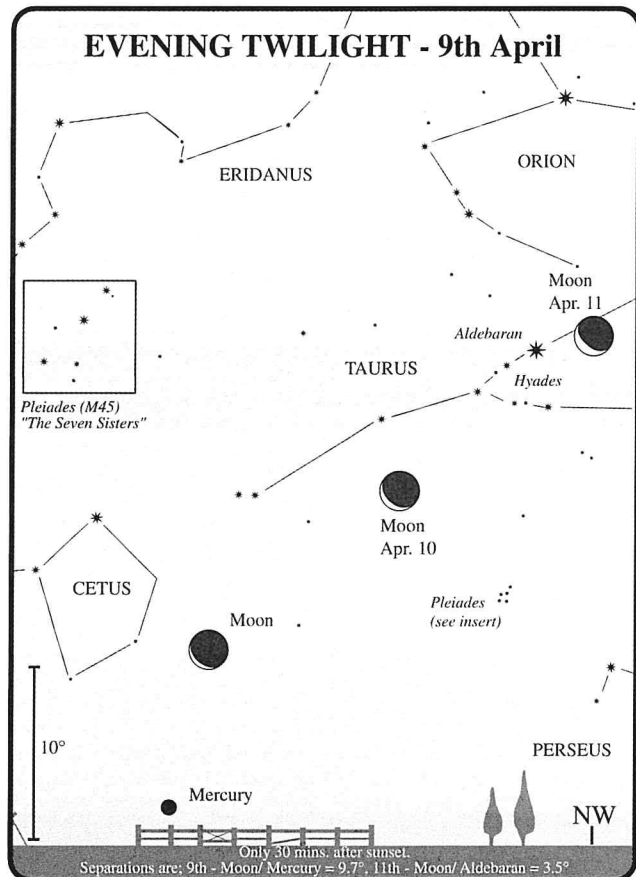 EVENING TWILIGHT - 9th April
ORION
ERIDANUS
Moon
Apr. 11
Aldebaran
TAURUS
Hyades
Pleiades (M45)
"The Seven Sisters"
Moon
Apr. 10
CETUS
Pleiades
(see insert)
Moon
10°
PERSEUS
Mercury
NW
Only 30 mins. after sunset.
Separations are; 9th - Moon/ Mercury = 9.7°, 11th - Moon/ Aldebaran = 3.5°